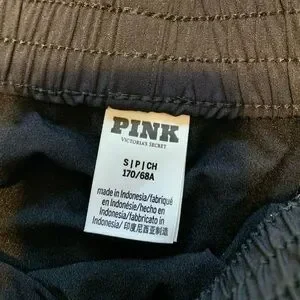 PINK
VICTORIA'S SECRET
S | P | CH
170/68A
made in Indonesia/fabriqué
en Indonésie/hecho en
Indonesia/fabbricato in
Indonesia/ 印度尼西亚制造